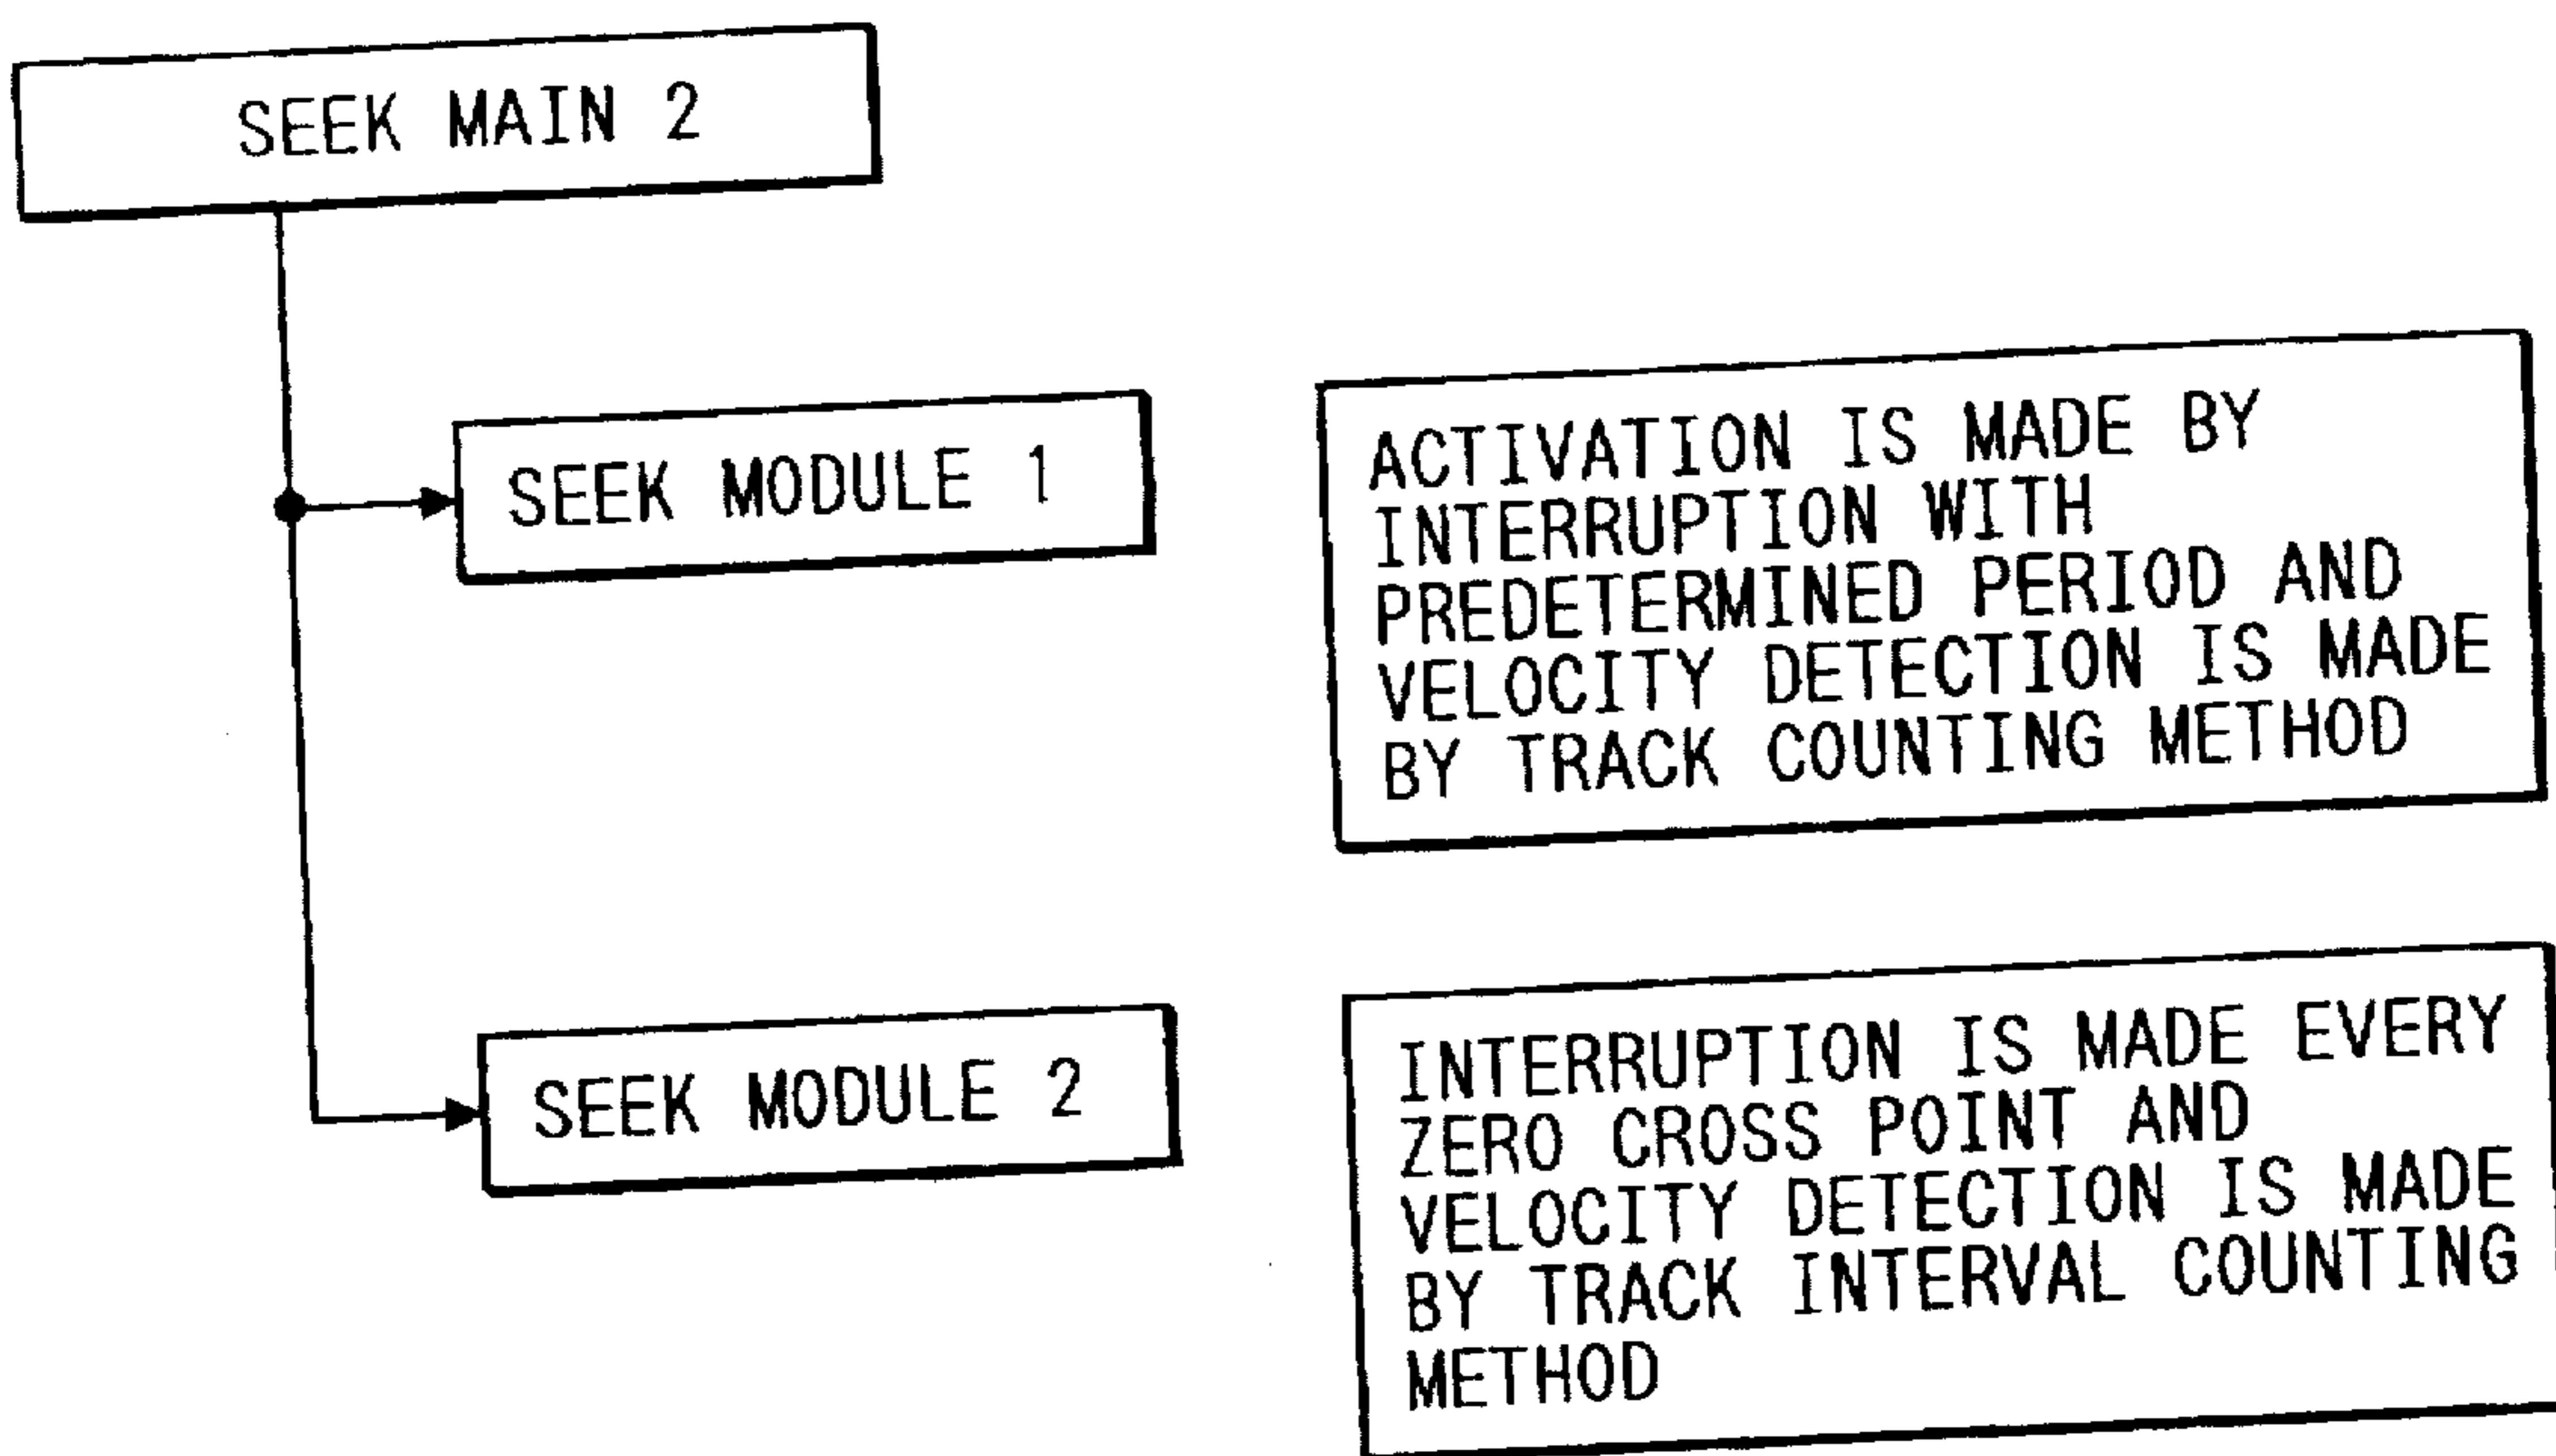 SEEK MAIN 2
SEEK MODULE 1
ACTIVATION IS MADE BY
INTERRUPTION WITH
PREDETERMINED PERIOD AND
VELOCITY DETECTION IS MADE
BY TRACK COUNTING METHOD
SEEK MODULE 2
INTERRUPTION IS MADE EVERY
ZERO CROSS POINT AND
VELOCITY DETECTION IS MADE
BY TRACK INTERVAL COUNTING
METHOD